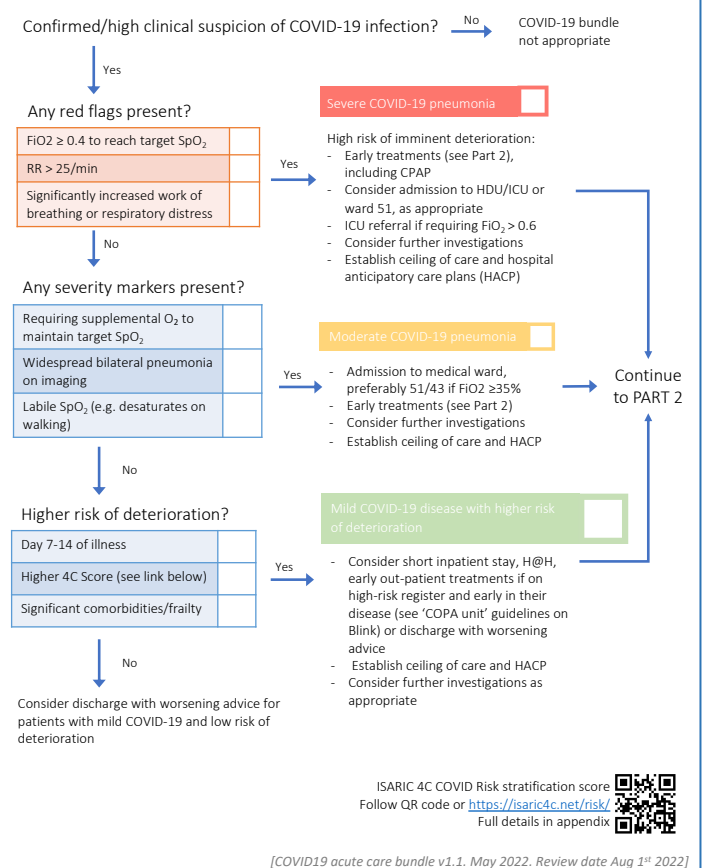 Confirmed/high clinical suspicion of COVID-19 infection?
No
COVID-19 bundle
not appropriate
Yes
Any red flags present?
FiO2 ≥ 0.4 to reach target SpO₂
RR > 25/min
Significantly increased work of
breathing or respiratory distress
Yes
Severe COVID-19 pneumonia
High risk of imminent deterioration:
- Early treatments (see Part 2),
including CPAP
- Consider admission to HDU/ICU or
ward 51, as appropriate
- ICU referral if requiring FiO₂ > 0.6
- Consider further investigations
- Establish ceiling of care and hospital
anticipatory care plans (HACP)
No
Any severity markers present?
Requiring supplemental O₂ to
maintain target SpO₂
Widespread bilateral pneumonia
on imaging
Labile SpO₂ (e.g. desaturates on
walking)
Yes
Moderate COVID-19 pneumonia
- Admission to medical ward,
preferably 51/43 if FiO2 ≥35%
- Early treatments (see Part 2)
- Consider further investigations
- Establish ceiling of care and HACP
Continue
to PART 2
No
Higher risk of deterioration?
Day 7-14 of illness
Higher 4C Score (see link below)
Significant comorbidities/frailty
Yes
Mild COVID-19 disease with higher risk
of deterioration
- Consider short inpatient stay, H@H,
early out-patient treatments if on
high-risk register and early in their
disease (see ‘COPA unit’ guidelines on
Blink) or discharge with worsening
advice
- Establish ceiling of care and HACP
- Consider further investigations as
appropriate
No
Consider discharge with worsening advice for
patients with mild COVID-19 and low risk of
deterioration
ISARIC 4C COVID Risk stratification score
Follow QR code or https://isaric4c.net/risk/
Full details in appendix
[COVID19 acute care bundle v1.1. May 2022. Review date Aug 1st 2022]